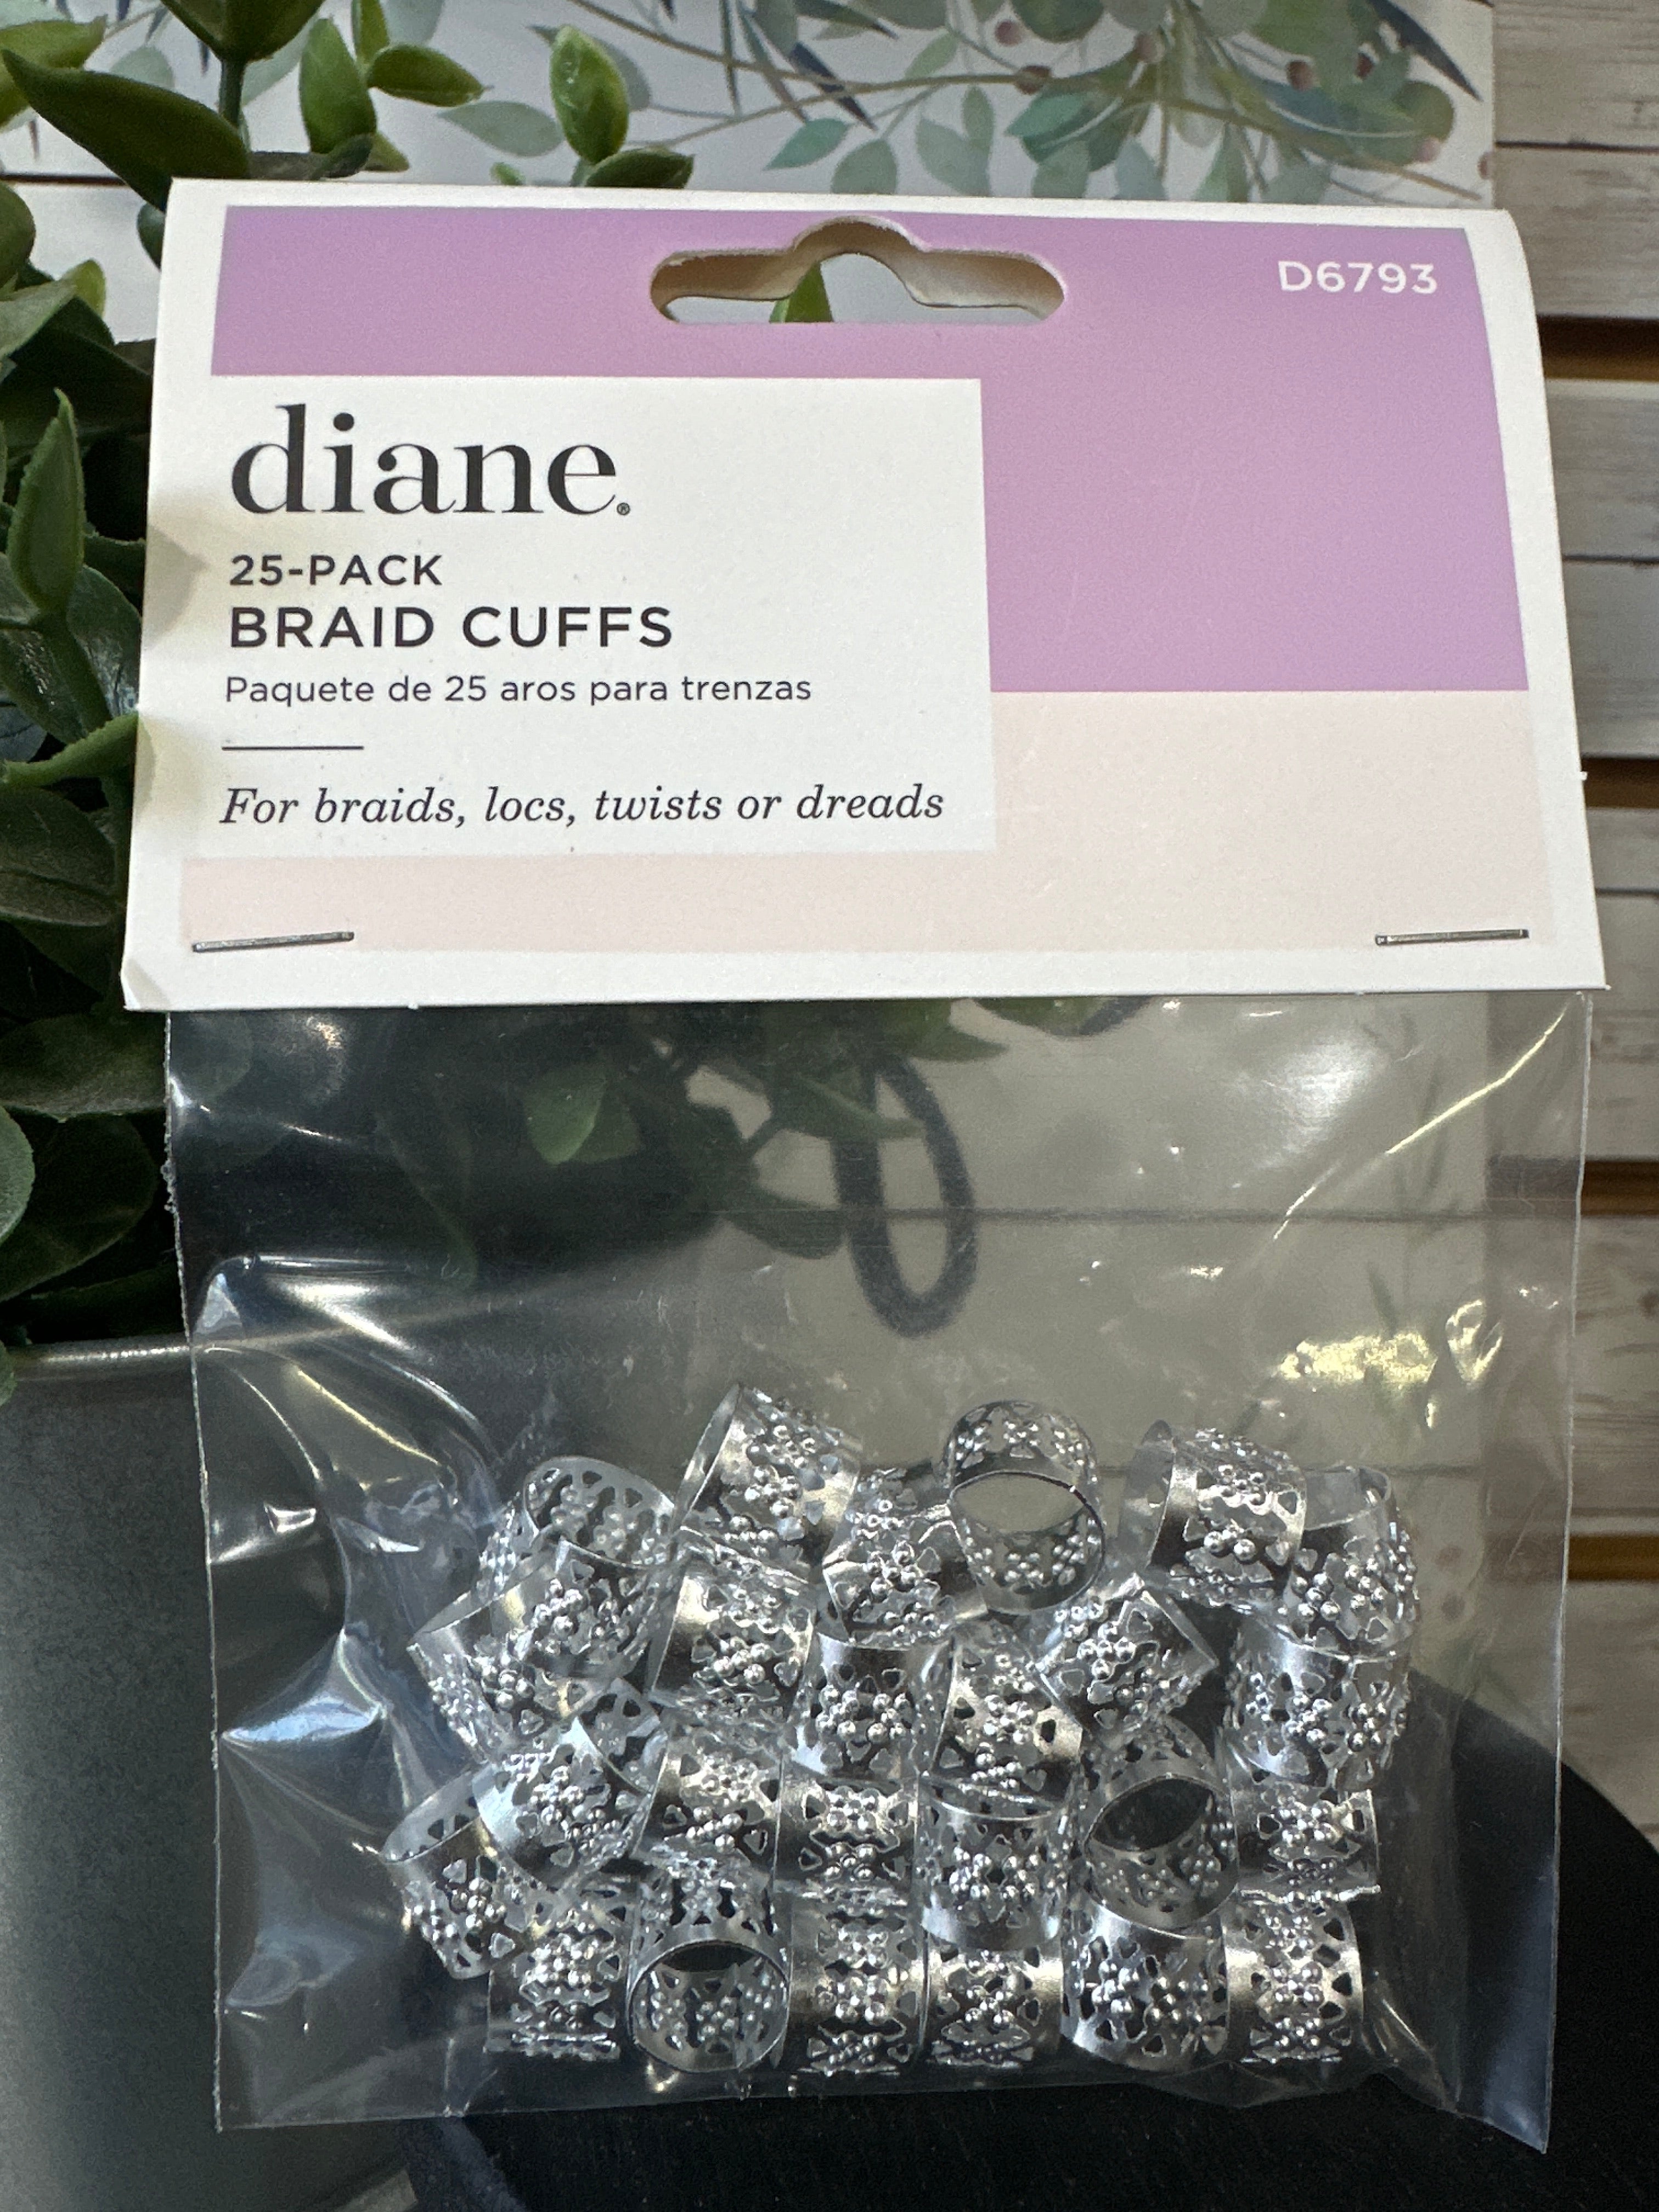 D6793
diane®
25-PACK
BRAID CUFFS
Paquete de 25 aros para trenzas
For braids, locs, twists or dreads